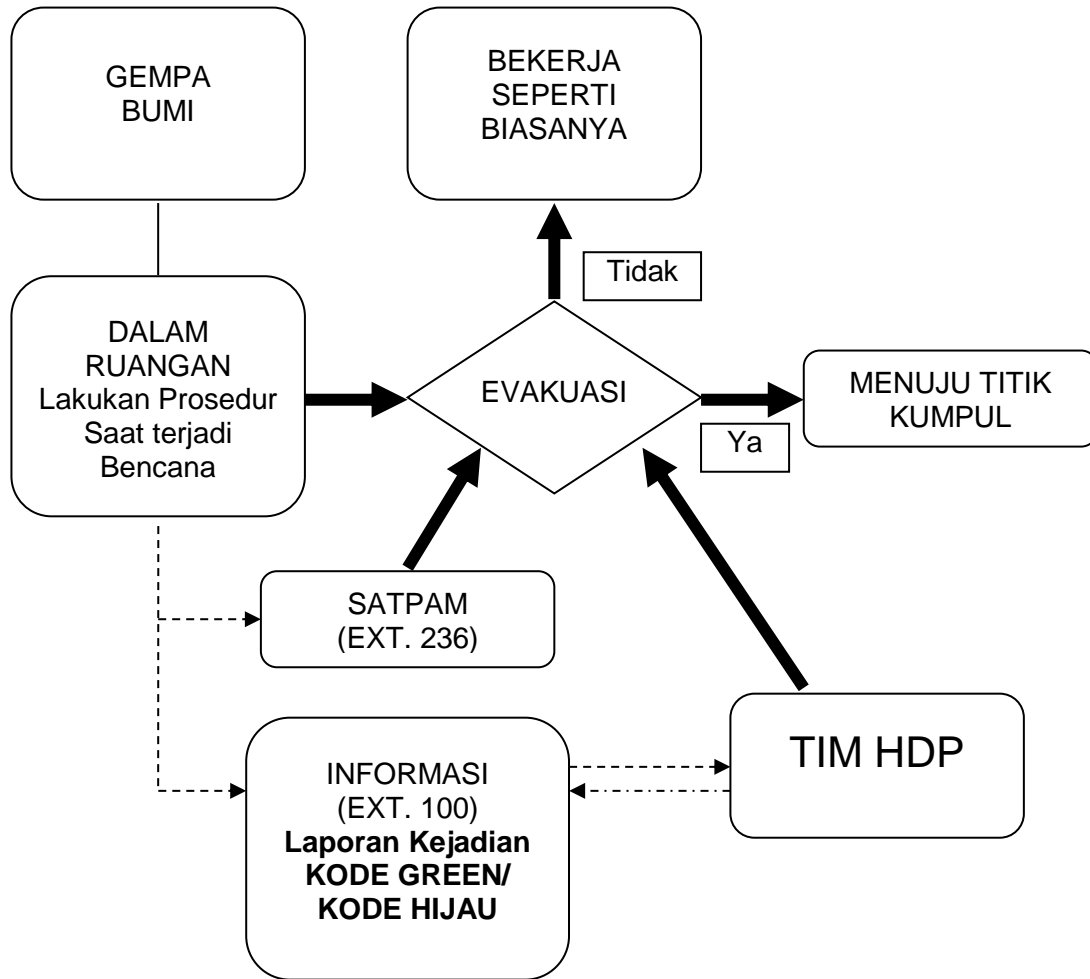 GEMPA
BUMI
BEKERJA
SEPERTI
BIASANYA
Tidak
DALAM
RUANGAN
Lakukan Prosedur
Saat terjadi
Bencana
EVAKUASI
MENUJU TITIK
KUMPUL
Ya
SATPAM
(EXT. 236)
TIM HDP
INFORMASI
(EXT. 100)
Laporan Kejadian
KODE GREEN/
KODE HIJAU